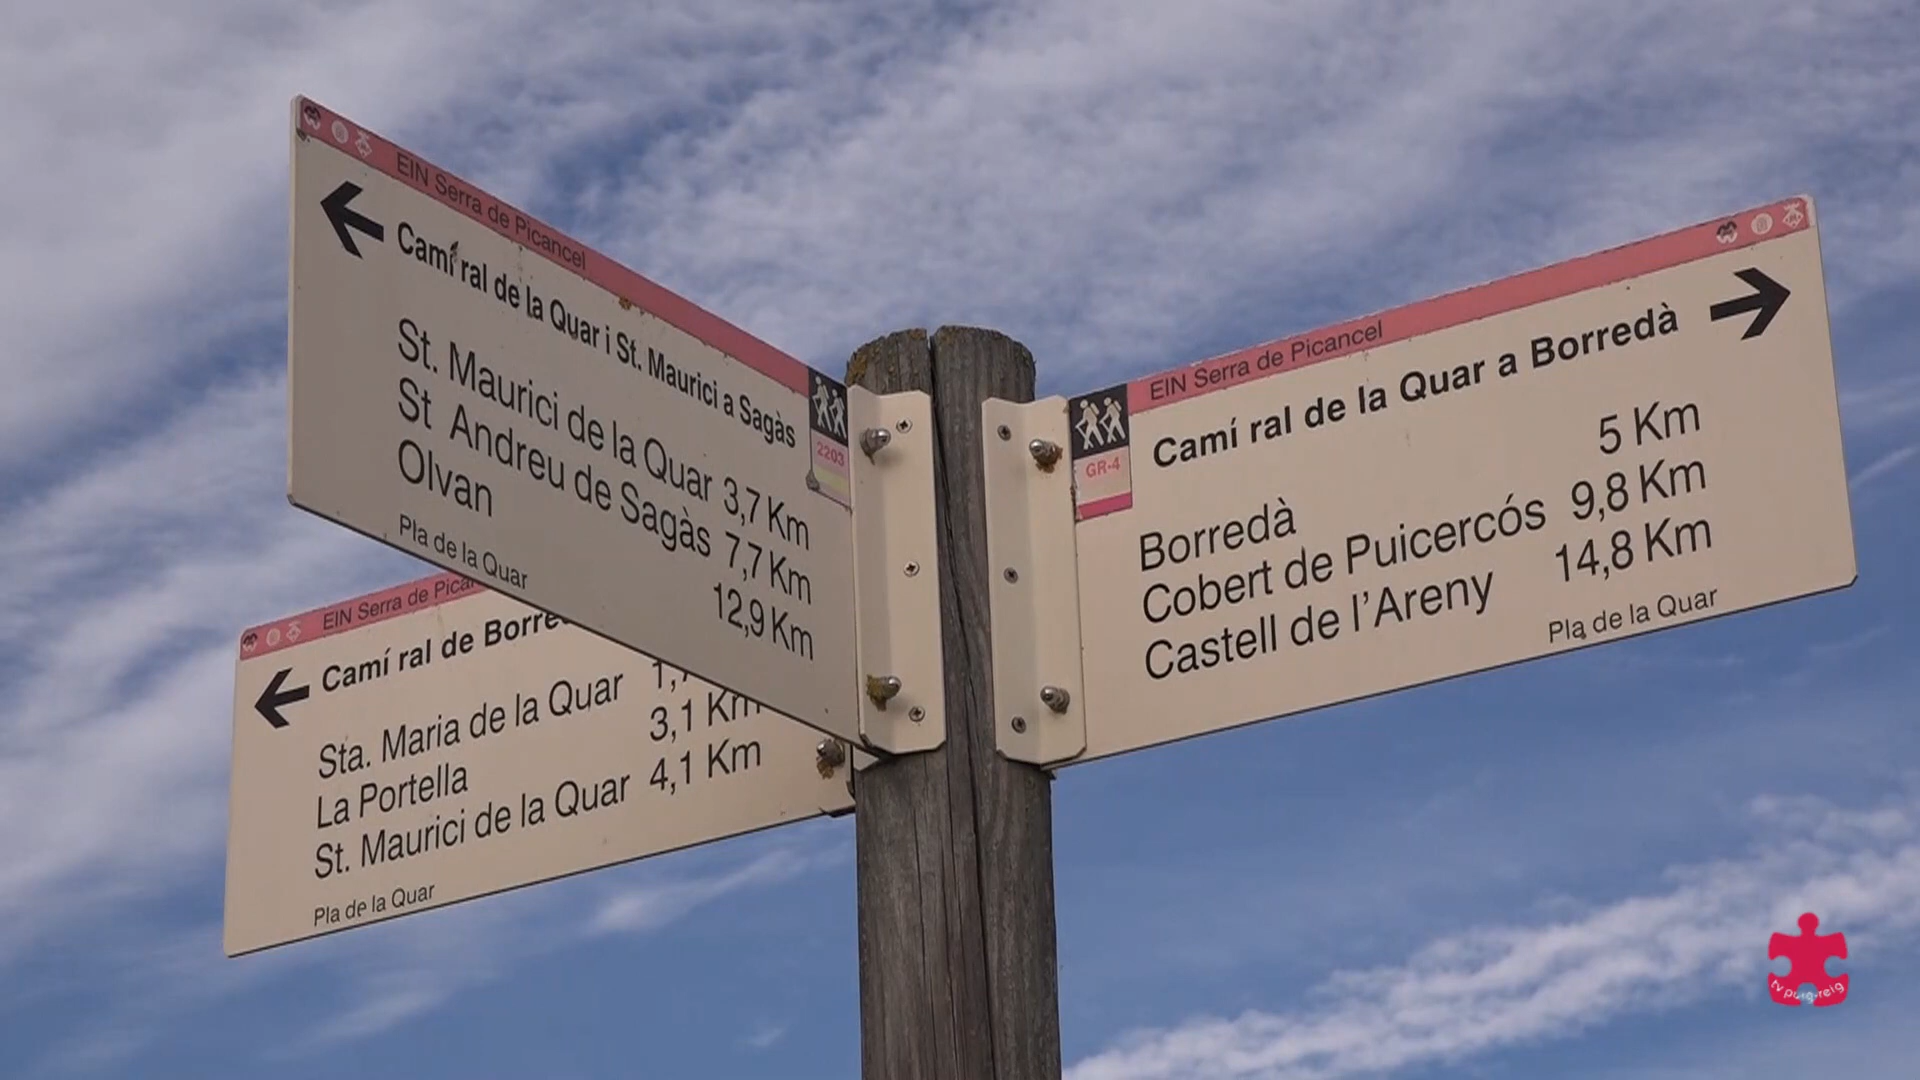 EIN Serra de Picancel
Camí ral de la Quar i St. Maurici a Sagàs
St. Maurici de la Quar 3,7 Km
St Andreu de Sagàs 7,7 Km
Olvan 12,9 Km
Pla de la Quar
2203
EIN Serra de Picancel
Camí ral de la Quar a Borredà
GR-4
Borredà 5 Km
Cobert de Puicercós 9,8 Km
Castell de l'Areny 14,8 Km
Pla de la Quar
EIN Serra de
Camí ral de
Sta. Maria de la Quar
La Portella 3,1 Km
St. Maurici de la Quar 4,1 Km
Pla de la Quar
tv puig-reig